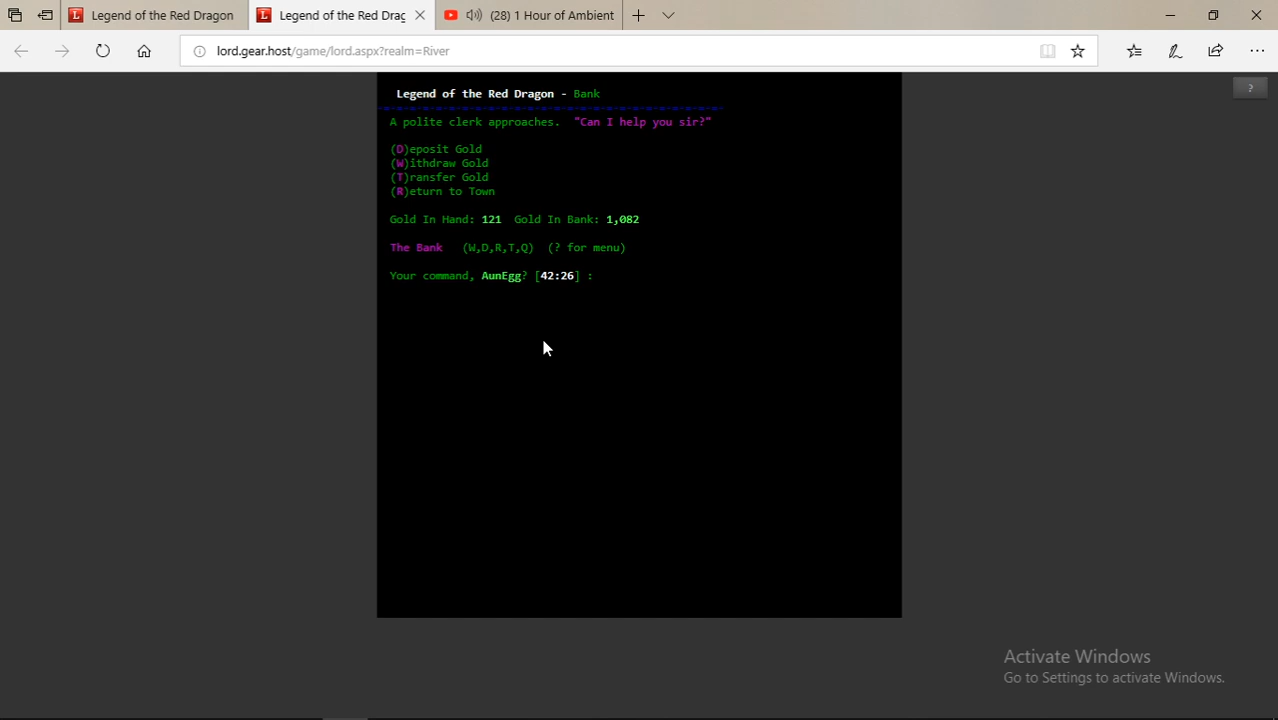 Legend of the Red Dragon
Legend of the Red Drag
(28) 1 Hour of Ambient
lord.gear.host/game/lord.aspx?realm=River
?
Legend of the Red Dragon - Bank
-=-=-=-=-=-=-=-=-=-=-=-=-=-=-=-=-=-=-=-=-=-=-=-=-=-
A polite clerk approaches. "Can I help you sir?"
(D)eposit Gold
(W)ithdraw Gold
(T)ransfer Gold
(R)eturn to Town
Gold In Hand: 121 Gold In Bank: 1,082
The Bank (W,D,R,T,Q) (? for menu)
Your command, AunEgg? [42:26] :
Activate Windows
Go to Settings to activate Windows.